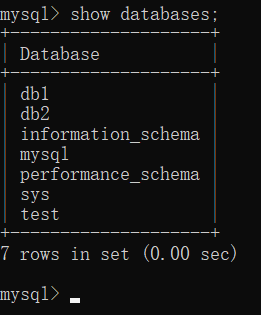 mysql> show databases;
+--------------------+
| Database           |
+--------------------+
| db1                |
| db2                |
| information_schema |
| mysql              |
| performance_schema |
| sys                |
| test               |
+--------------------+
7 rows in set (0.00 sec)
mysql>